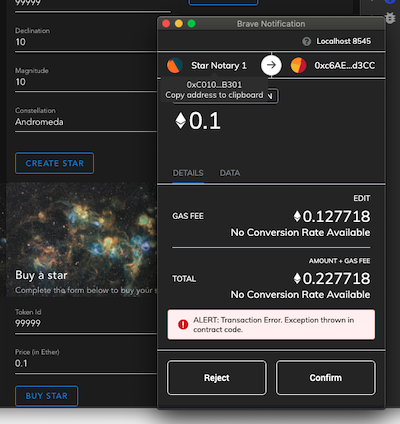 99999
Declination
10
Magnitude
10
Constellation
Andromeda
CREATE STAR
Buy a star
Complete the form below to buy your s
Token Id
99999
Price (in Ether)
0.1
BUY STAR
Brave Notification
? Localhost 8545
Star Notary 1
0xc6AE...d3CC
0xC010...B301
Copy address to clipboard
N
0.1
DETAILS
DATA
EDIT
GAS FEE
0.127718
No Conversion Rate Available
AMOUNT + GAS FEE
TOTAL
0.227718
No Conversion Rate Available
ALERT: Transaction Error. Exception thrown in
contract code.
Reject
Confirm